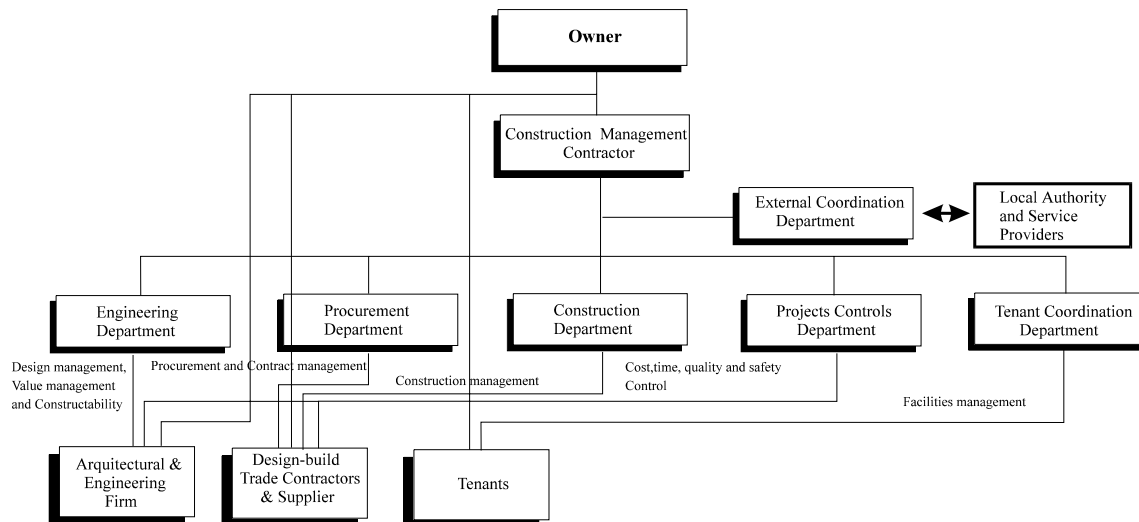 Owner
Construction Management
Contractor
External Coordination
Department
Local Authority
and Service
Providers
Engineering
Department
Procurement
Department
Construction
Department
Projects Controls
Department
Tenant Coordination
Department
Design management,
Value management
and Constructability
Procurement and Contract management
Construction management
Cost,time, quality and safety
Control
Facilities management
Arquitectural &
Engineering
Firm
Design-build
Trade Contractors
& Supplier
Tenants